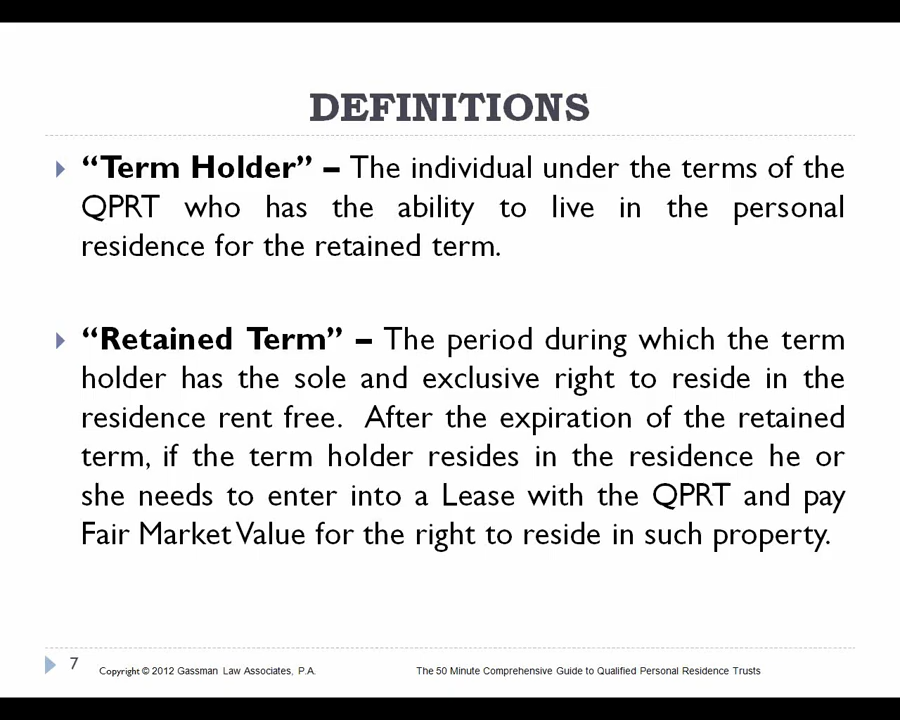 DEFINITIONS
“Term Holder” – The individual under the terms of the
QPRT who has the ability to live in the personal
residence for the retained term.
“Retained Term” – The period during which the term
holder has the sole and exclusive right to reside in the
residence rent free. After the expiration of the retained
term, if the term holder resides in the residence he or
she needs to enter into a Lease with the QPRT and pay
Fair Market Value for the right to reside in such property.
7
Copyright © 2012 Gassman Law Associates, P.A.
The 50 Minute Comprehensive Guide to Qualified Personal Residence Trusts